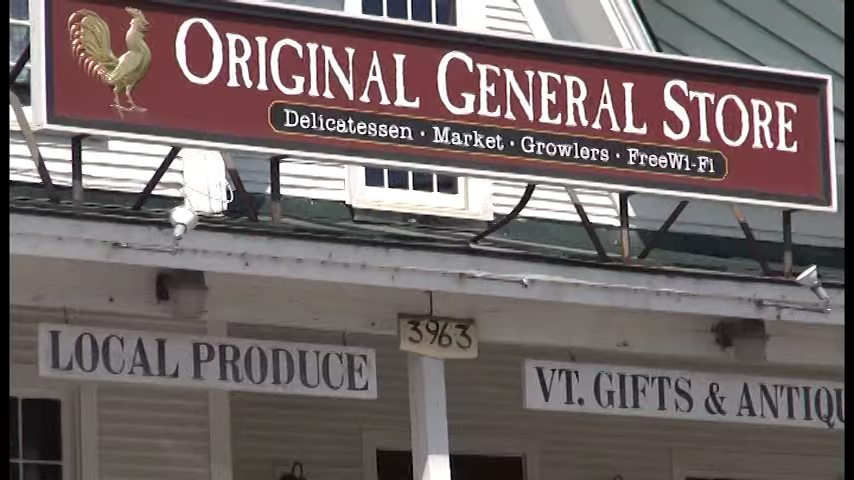 ORIGINAL GENERAL STORE
Delicatessen · Market · Growlers · FreeWi-Fi
3963
LOCAL PRODUCE
VT. GIFTS & ANTIQU